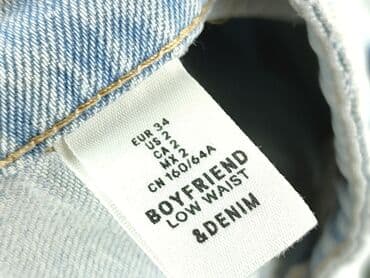 EUR 34
US 2
CA 2
MX 2
CN 160/64A
BOYFRIEND
LOW WAIST
&DENIM